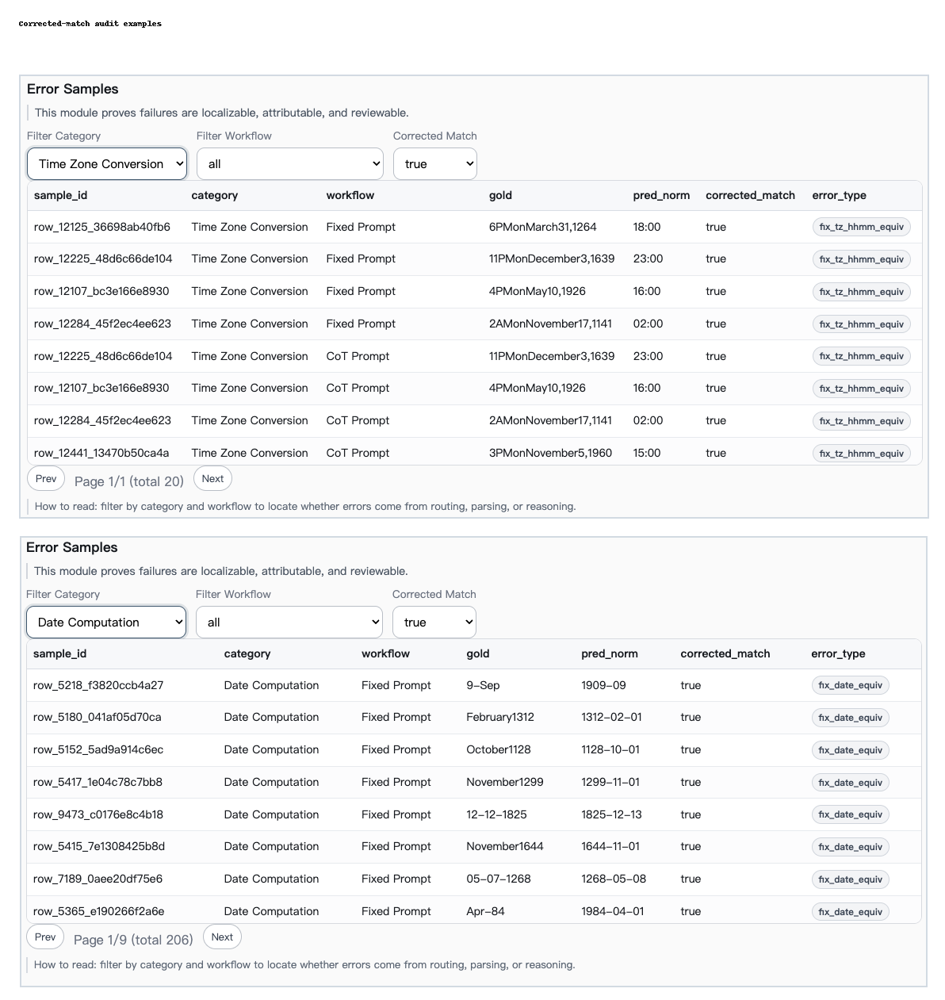 Corrected-match audit examples
Error Samples
This module proves failures are localizable, attributable, and reviewable.
Filter Category Filter Workflow Corrected Match
Time Zone Conversion all true
sample_id category workflow gold pred_norm corrected_match error_type
row_12125_36698ab40fb6 Time Zone Conversion Fixed Prompt 6PMonMarch31,1264 18:00 true fix_tz_hhmm_equiv
row_12225_48d6c66de104 Time Zone Conversion Fixed Prompt 11PMonDecember3,1639 23:00 true fix_tz_hhmm_equiv
row_12107_bc3e166e8930 Time Zone Conversion Fixed Prompt 4PMonMay10,1926 16:00 true fix_tz_hhmm_equiv
row_12284_45f2ec4ee623 Time Zone Conversion Fixed Prompt 2AMonNovember17,1141 02:00 true fix_tz_hhmm_equiv
row_12225_48d6c66de104 Time Zone Conversion CoT Prompt 11PMonDecember3,1639 23:00 true fix_tz_hhmm_equiv
row_12107_bc3e166e8930 Time Zone Conversion CoT Prompt 4PMonMay10,1926 16:00 true fix_tz_hhmm_equiv
row_12284_45f2ec4ee623 Time Zone Conversion CoT Prompt 2AMonNovember17,1141 02:00 true fix_tz_hhmm_equiv
row_12441_13470b50ca4a Time Zone Conversion CoT Prompt 3PMonNovember5,1960 15:00 true fix_tz_hhmm_equiv
Prev Page 1/1 (total 20) Next
How to read: filter by category and workflow to locate whether errors come from routing, parsing, or reasoning.
Error Samples
This module proves failures are localizable, attributable, and reviewable.
Filter Category Filter Workflow Corrected Match
Date Computation all true
sample_id category workflow gold pred_norm corrected_match error_type
row_5218_f3820ccb4a27 Date Computation Fixed Prompt 9-Sep 1909-09 true fix_date_equiv
row_5180_041af05d70ca Date Computation Fixed Prompt February1312 1312-02-01 true fix_date_equiv
row_5152_5ad9a914c6ec Date Computation Fixed Prompt October1128 1128-10-01 true fix_date_equiv
row_5417_1e04c78c7bb8 Date Computation Fixed Prompt November1299 1299-11-01 true fix_date_equiv
row_9473_c0176e8c4b18 Date Computation Fixed Prompt 12-12-1825 1825-12-13 true fix_date_equiv
row_5415_7e1308425b8d Date Computation Fixed Prompt November1644 1644-11-01 true fix_date_equiv
row_7189_0aee20df75e6 Date Computation Fixed Prompt 05-07-1268 1268-05-08 true fix_date_equiv
row_5365_e190266f2a6e Date Computation Fixed Prompt Apr-84 1984-04-01 true fix_date_equiv
Prev Page 1/9 (total 206) Next
How to read: filter by category and workflow to locate whether errors come from routing, parsing, or reasoning.